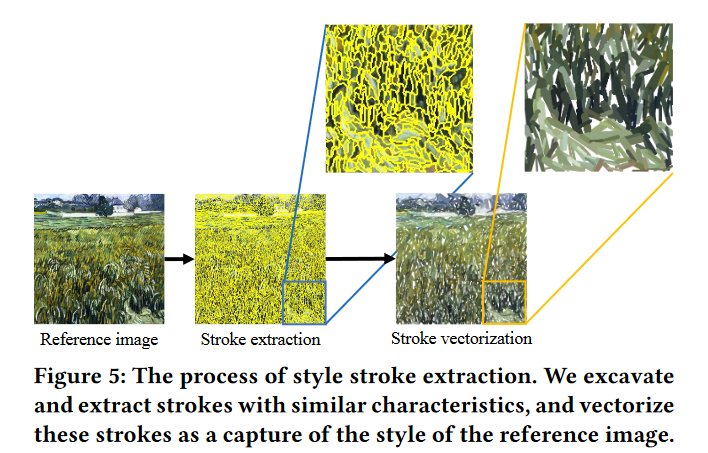 Reference image
Stroke extraction
Stroke vectorization
Figure 5: The process of style stroke extraction. We excavate
and extract strokes with similar characteristics, and vectorize
these strokes as a capture of the style of the reference image.